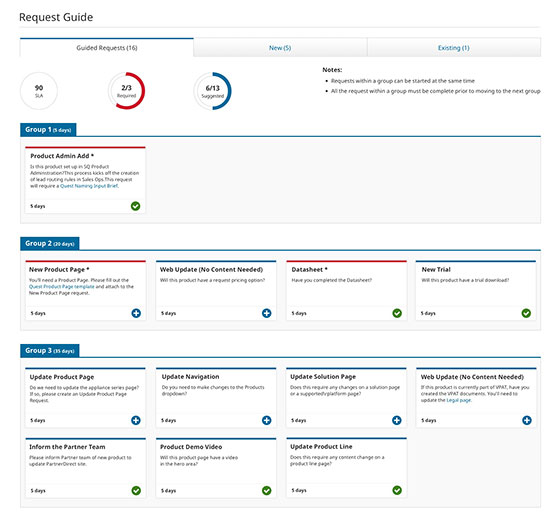 Request Guide
Guided Requests (16)
New (5)
Existing (1)
90
SLA
2/3
Required
6/13
Suggested
Notes:
• Requests within a group can be started at the same time
• All the request within a group must be complete prior to moving to the next group
Group 1 (5 days)
Product Admin Add *
Is this product set up in SQ Product
Administration?This process kicks off the creation
of lead routing rules in Sales Ops.This request
will require a Quest Naming Input Brief.
5 days
Group 2 (20 days)
New Product Page *
You'll need a Product Page. Please fill out the
Quest Product Page template and attach to the
New Product Page request.
5 days
Web Update (No Content Needed)
Will this product have a request pricing option?
5 days
Datasheet *
Have you completed the Datasheet?
5 days
New Trial
Will this product have a trial download?
5 days
Group 3 (35 days)
Update Product Page
Do we need to update the appliance series page?
If so, please create an Update Product Page
Request.
5 days
Update Navigation
Do you need to make changes to the Products
dropdown?
5 days
Update Solution Page
Does this require any changes on a solution page
or a supported\platform page?
5 days
Web Update (No Content Needed)
If this product is currently part of VPAT, have you
created the VPAT documents. You'll need to
update the Legal page.
5 days
Inform the Partner Team
Please inform Partner team of new product to
update PartnerDirect site.
5 days
Product Demo Video
Will this product page have a video
in the hero area?
5 days
Update Product Line
Does this require any content change on a
product line page?
5 days